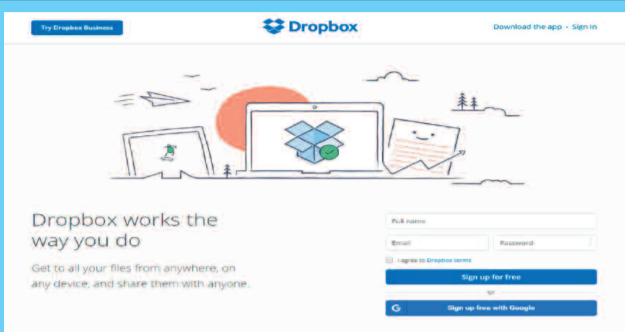 Try Dropbox Business
Dropbox
Download the app • Sign in
Dropbox works the
way you do
Get to all your files from anywhere, on
any device, and share them with anyone.
Full name
Email
Password
I agree to Dropbox terms
Sign up for free
or
G
Sign up free with Google